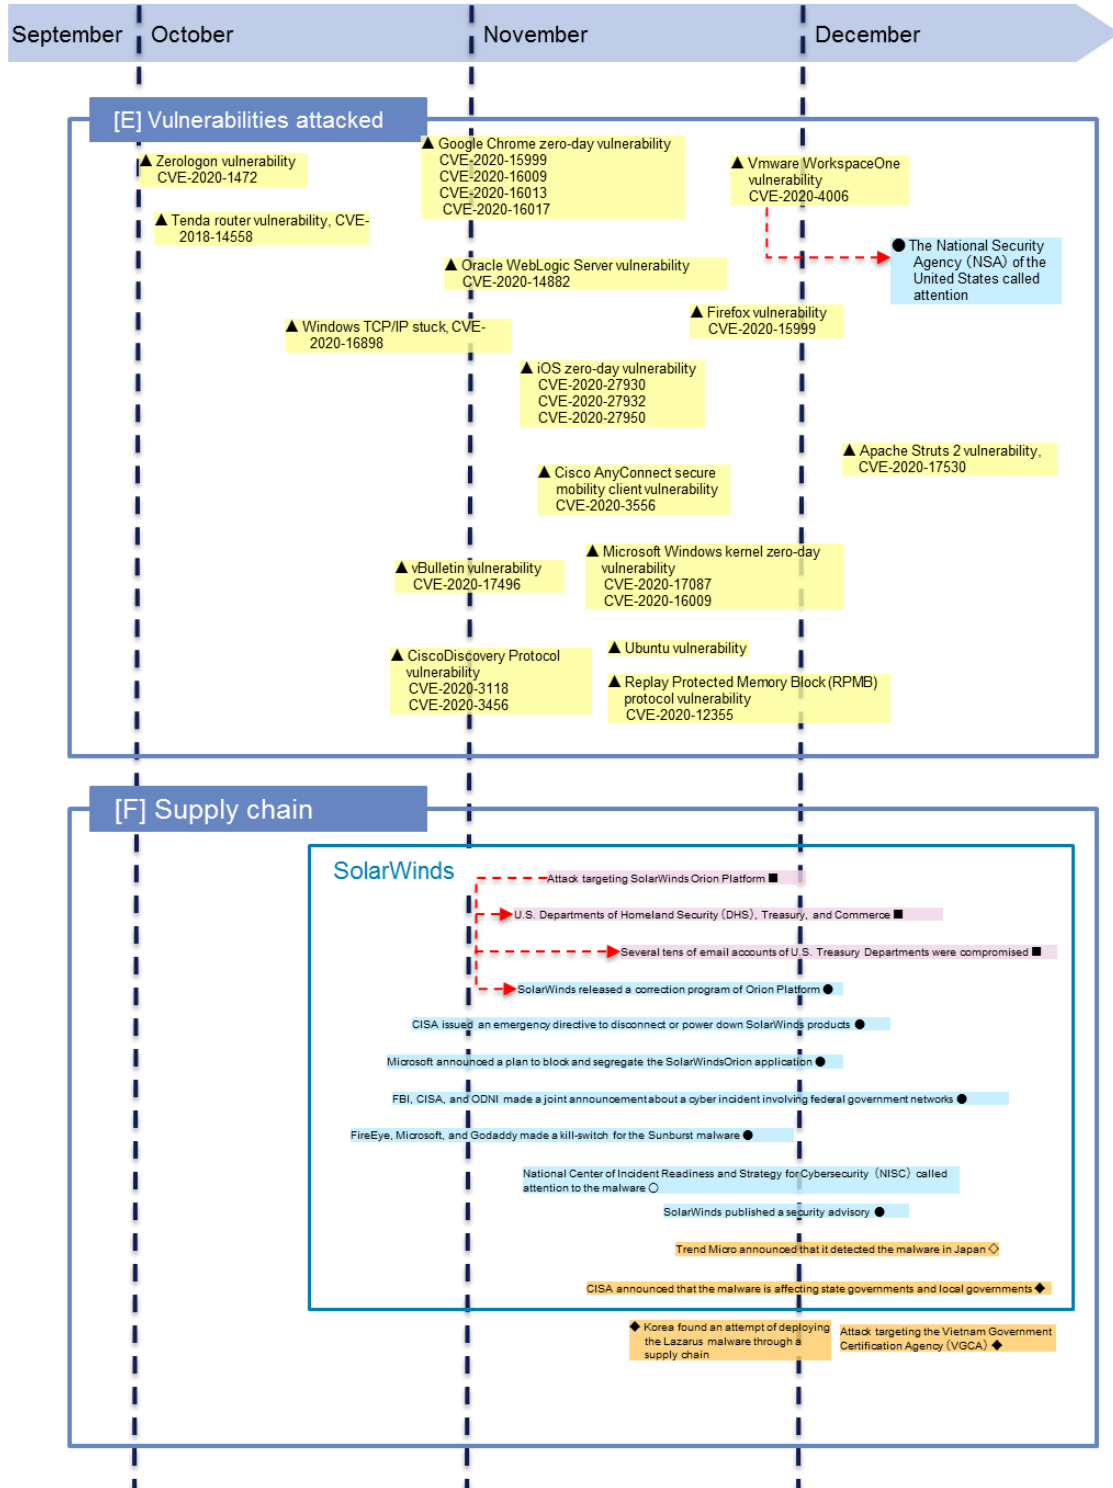 September
October
November
December
[E] Vulnerabilities attacked
▲ Zerologon vulnerability
CVE-2020-1472
▲ Tenda router vulnerability, CVE-
2018-14558
▲ Google Chrome zero-day vulnerability
CVE-2020-15999
CVE-2020-16009
CVE-2020-16013
CVE-2020-16017
▲ Vmware WorkspaceOne
vulnerability
CVE-2020-4006
● The National Security
Agency (NSA) of the
United States called
attention
▲ Oracle WebLogic Server vulnerability
CVE-2020-14882
▲ Firefox vulnerability
CVE-2020-15999
▲ Windows TCP/IP stuck, CVE-
2020-16898
▲ iOS zero-day vulnerability
CVE-2020-27930
CVE-2020-27932
CVE-2020-27950
▲ Apache Struts 2 vulnerability,
CVE-2020-17530
▲ Cisco AnyConnect secure
mobility client vulnerability
CVE-2020-3556
▲ Microsoft Windows kernel zero-day
vulnerability
CVE-2020-17087
CVE-2020-16009
▲ vBulletin vulnerability
CVE-2020-17496
▲ Ubuntu vulnerability
▲ CiscoDiscovery Protocol
vulnerability
CVE-2020-3118
CVE-2020-3456
▲ Replay Protected Memory Block (RPMB)
protocol vulnerability
CVE-2020-12355
[F] Supply chain
SolarWinds
Attack targeting SolarWinds Orion Platform ■
U.S. Departments of Homeland Security (DHS), Treasury, and Commerce ■
Several tens of email accounts of U.S. Treasury Departments were compromised ■
SolarWinds released a correction program of Orion Platform ●
CISA issued an emergency directive to disconnect or power down SolarWinds products ●
Microsoft announced a plan to block and segregate the SolarWindsOrion application ●
FBI, CISA, and ODNI made a joint announcement about a cyber incident involving federal government networks ●
FireEye, Microsoft, and Godaddy made a kill-switch for the Sunburst malware ●
National Center of Incident Readiness and Strategy for Cybersecurity (NISC) called
attention to the malware ○
SolarWinds published a security advisory ●
Trend Micro announced that it detected the malware in Japan ◇
CISA announced that the malware is affecting state governments and local governments ◆
◆ Korea found an attempt of deploying
the Lazarus malware through a
supply chain
Attack targeting the Vietnam Government
Certification Agency (VGCA) ◆